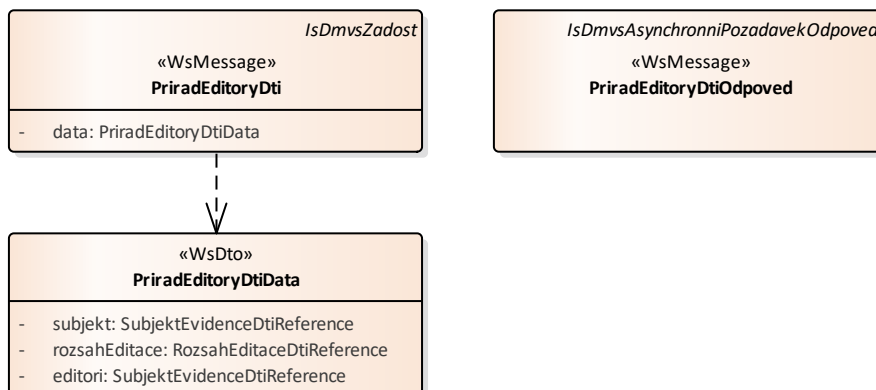 IsDmvsZadost
«WsMessage»
PriradEditoryDti
- data: PriradEditoryDtiData
«WsDto»
PriradEditoryDtiData
- subjekt: SubjektEvidenceDtiReference
- rozsahEditace: RozsahEditaceDtiReference
- editori: SubjektEvidenceDtiReference
IsDmvsAsynchronniPozadavekOdpoved
«WsMessage»
PriradEditoryDtiOdpoved